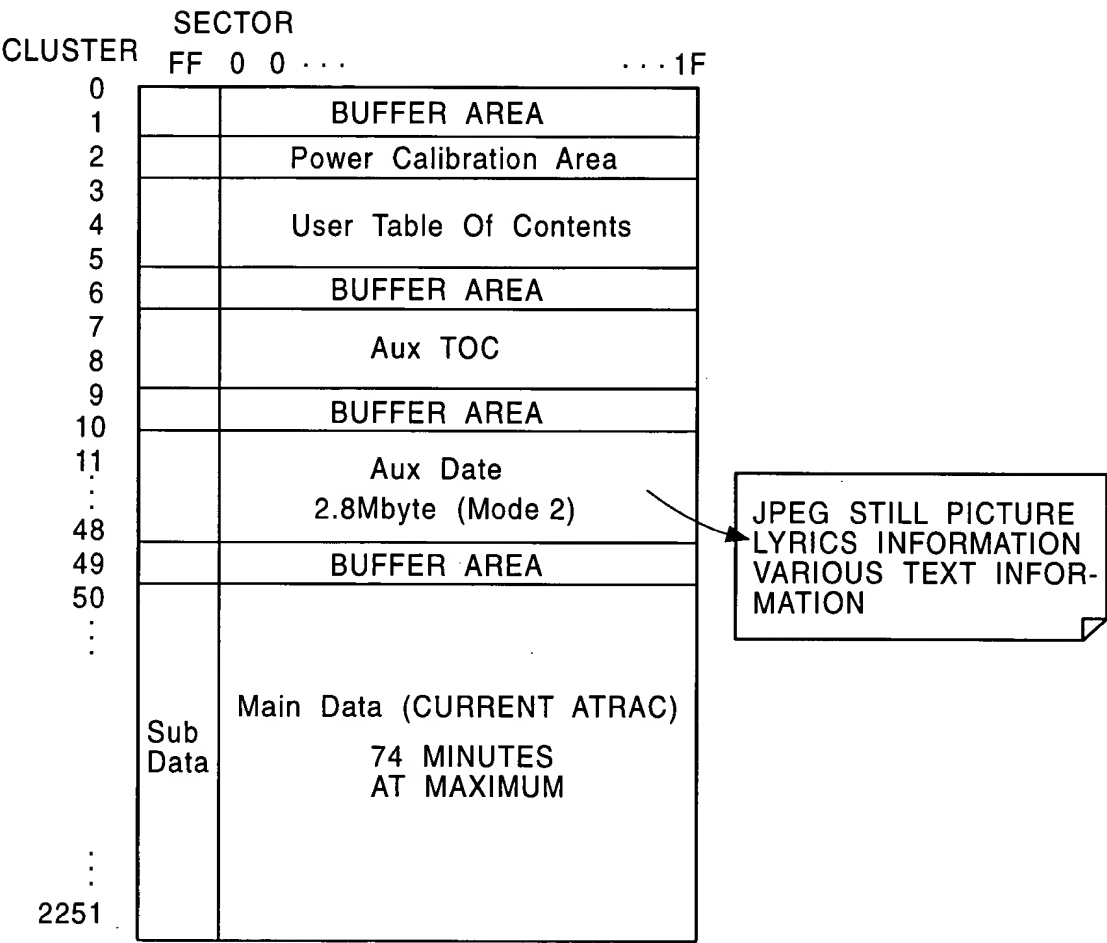 SECTOR
CLUSTER
FF 0 0 · · · · · · 1F
0
1
BUFFER AREA
2
Power Calibration Area
3
4
User Table Of Contents
5
6
BUFFER AREA
7
8
Aux TOC
9
BUFFER AREA
10
11
Aux Date
2.8Mbyte (Mode 2)
48
49
BUFFER AREA
50
JPEG STILL PICTURE
LYRICS INFORMATION
VARIOUS TEXT INFOR-
MATION
Sub
Data
Main Data (CURRENT ATRAC)
74 MINUTES
AT MAXIMUM
2251